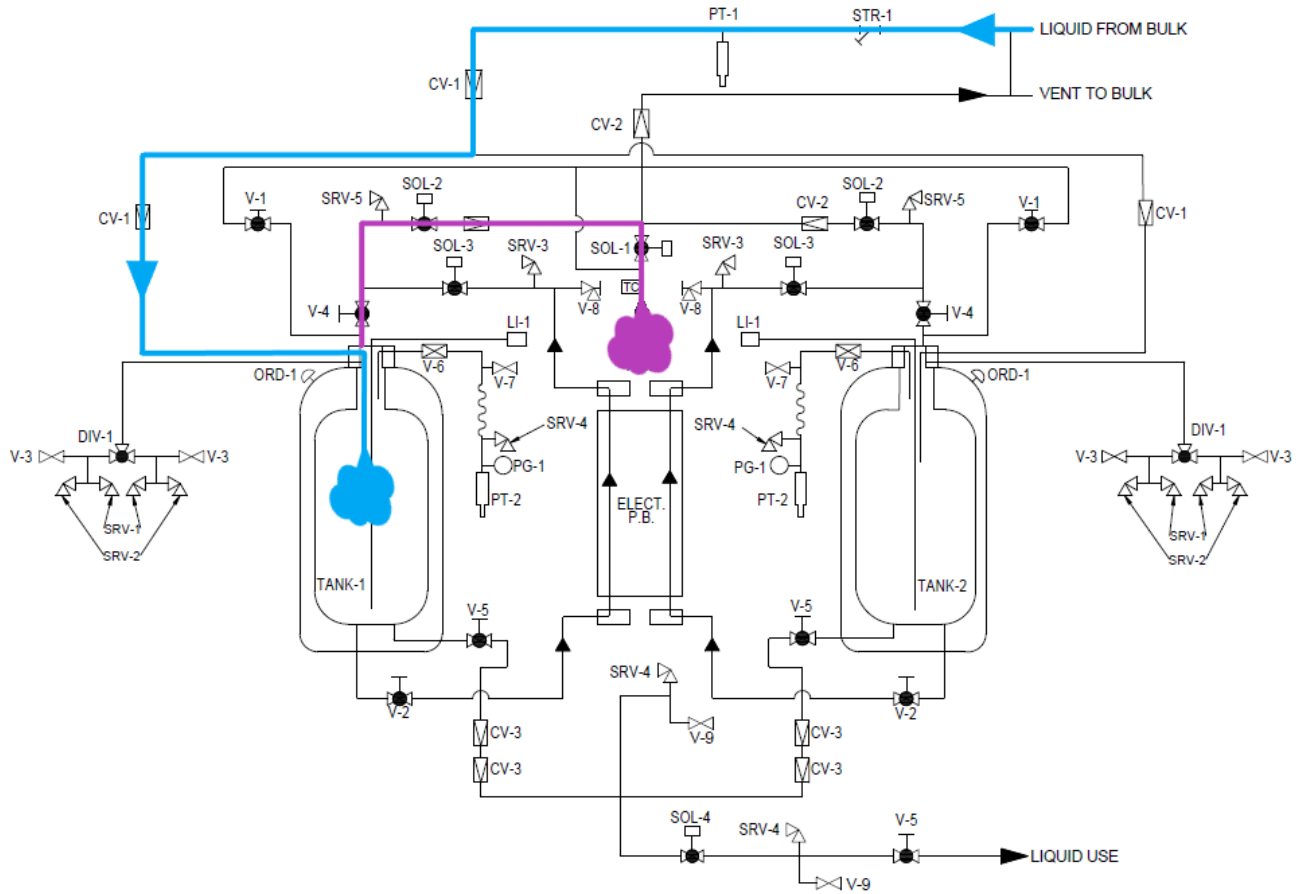 PT-1
STR-1
LIQUID FROM BULK
CV-1
VENT TO BULK
CV-2
SOL-2
SOL-2
V-1
SRV-5
CV-2
SRV-5
V-1
CV-1
CV-1
SOL-3
SRV-3
SOL-1
SRV-3
SOL-3
TC
V-4
V-8
V-8
V-4
LI-1
LI-1
V-6
V-7
V-7
V-6
ORD-1
ORD-1
DIV-1
SRV-4
SRV-4
DIV-1
V-3
V-3
PG-1
PG-1
V-3
V-3
PT-2
ELECT.
P.B.
PT-2
SRV-1
SRV-2
SRV-1
SRV-2
TANK-1
TANK-2
V-5
V-5
SRV-4
V-2
V-2
V-9
CV-3
CV-3
CV-3
CV-3
SOL-4
SRV-4
V-5
LIQUID USE
V-9